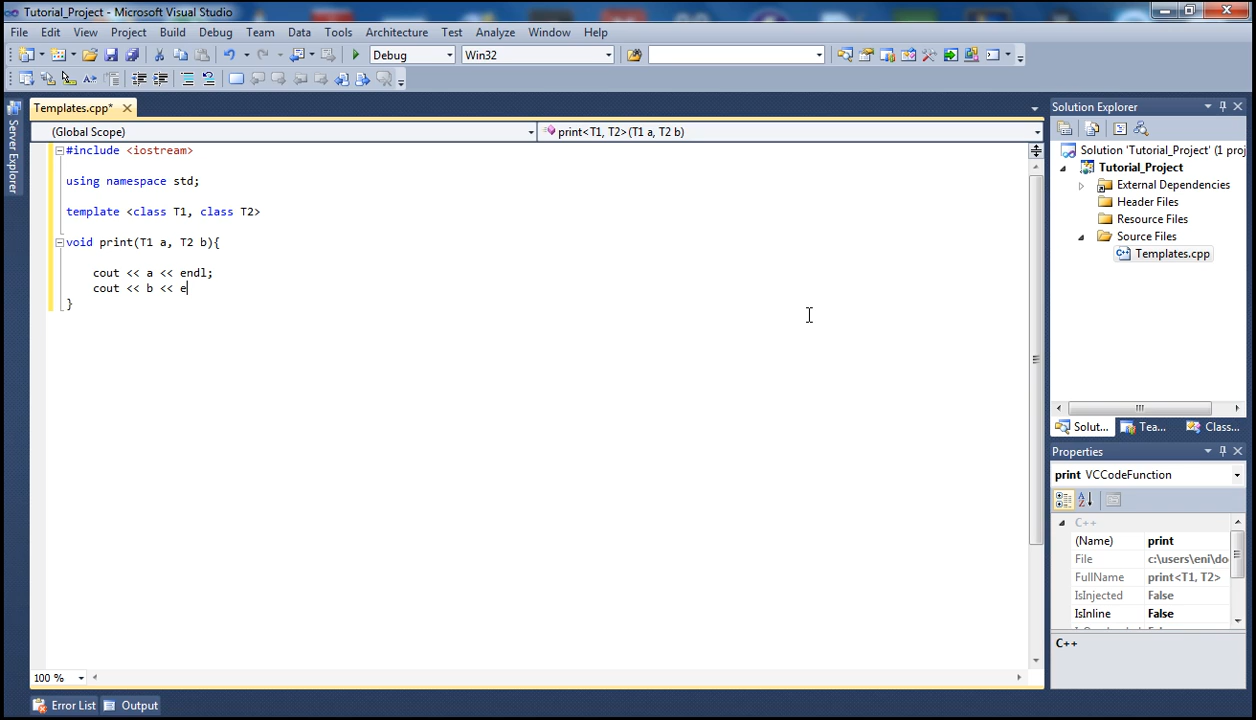 Tutorial_Project - Microsoft Visual Studio
File Edit View Project Build Debug Team Data Tools Architecture Test Analyze Window Help
Debug Win32
Templates.cpp*
Solution Explorer
(Global Scope) print<T1, T2>(T1 a, T2 b)
Server Explorer
#include <iostream>
using namespace std;
template <class T1, class T2>
void print(T1 a, T2 b){
cout << a << endl;
cout << b << e
}
Solution 'Tutorial_Project' (1 proj
Tutorial_Project
External Dependencies
Header Files
Resource Files
Source Files
Templates.cpp
Solut... Tea... Class...
Properties
print VCCodeFunction
C++
(Name) print
File c:\users\eni\do
FullName print<T1, T2>
IsInjected False
IsInline False
C++
100 %
Error List Output